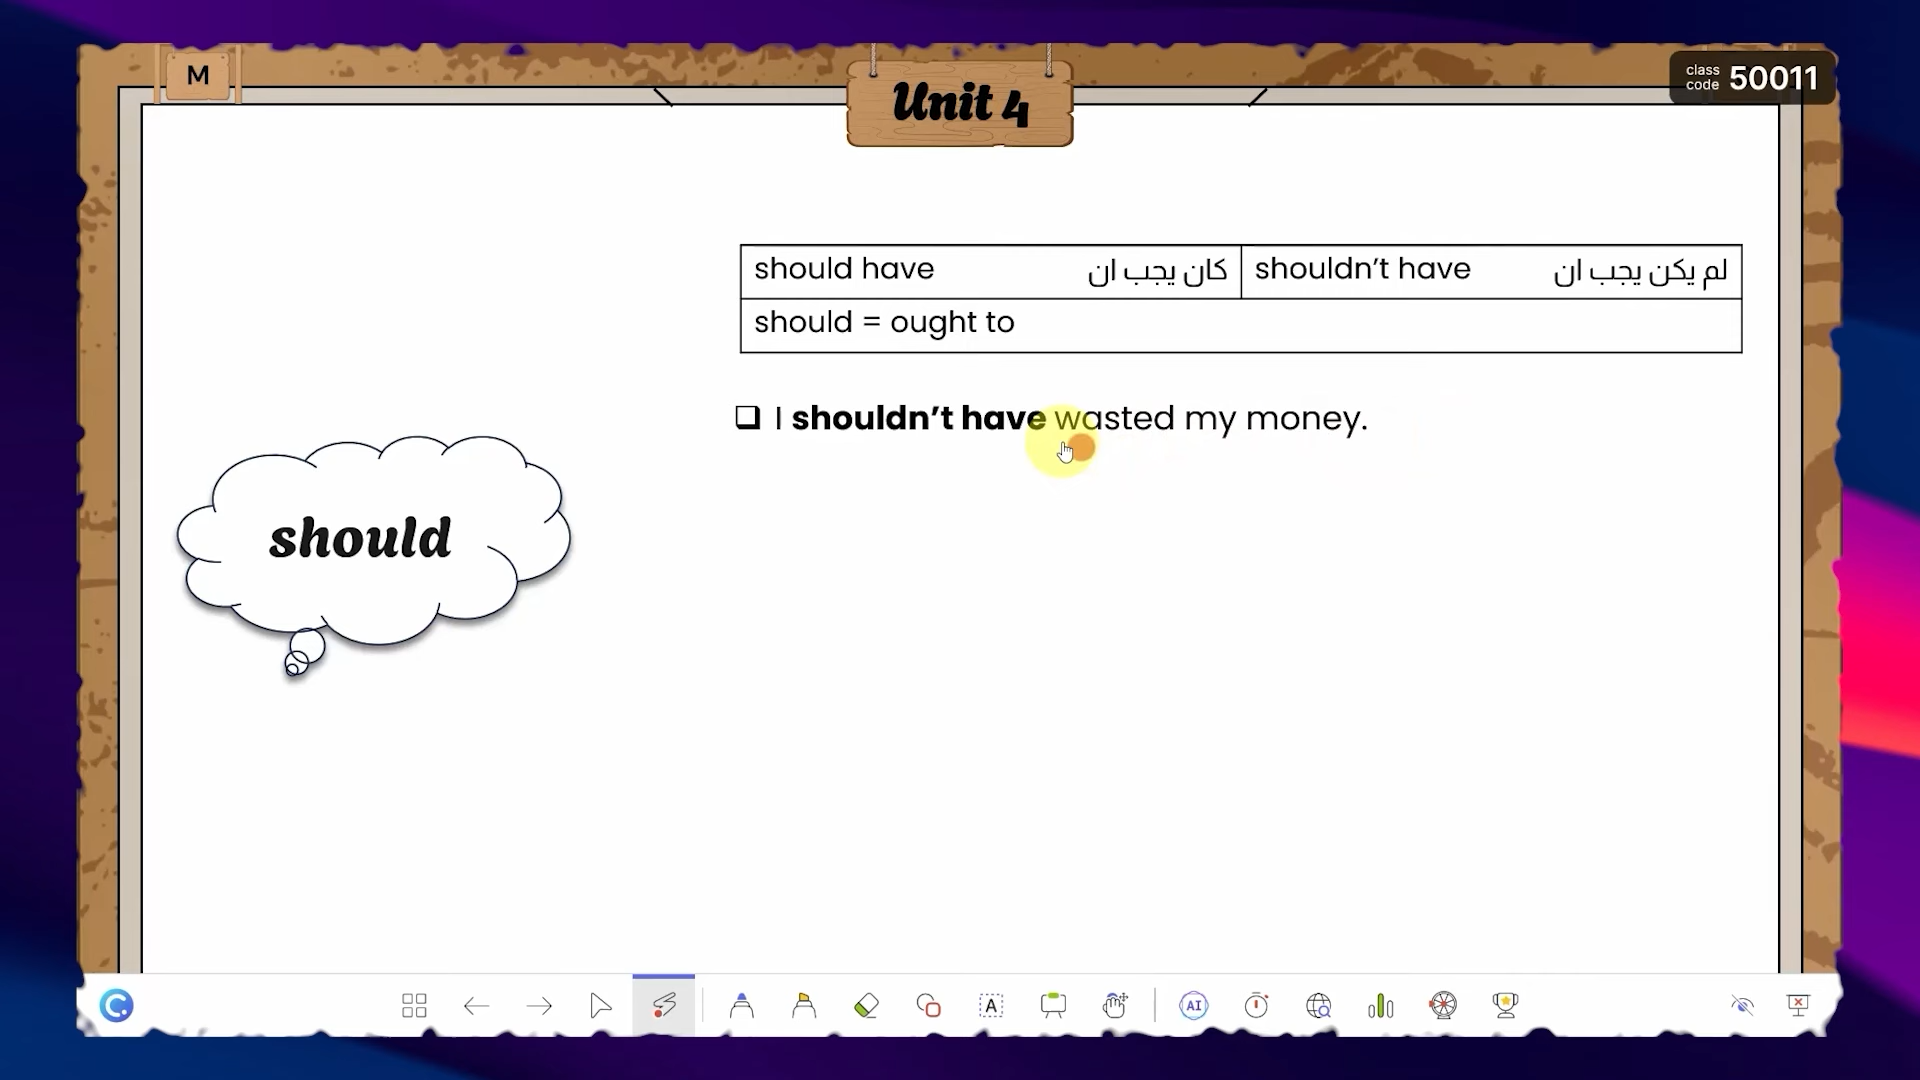 M
Unit 4
class code 50011
should have كان يجب ان shouldn't have لم يكن يجب ان
should = ought to
❑ I shouldn't have wasted my money.
should
A AI